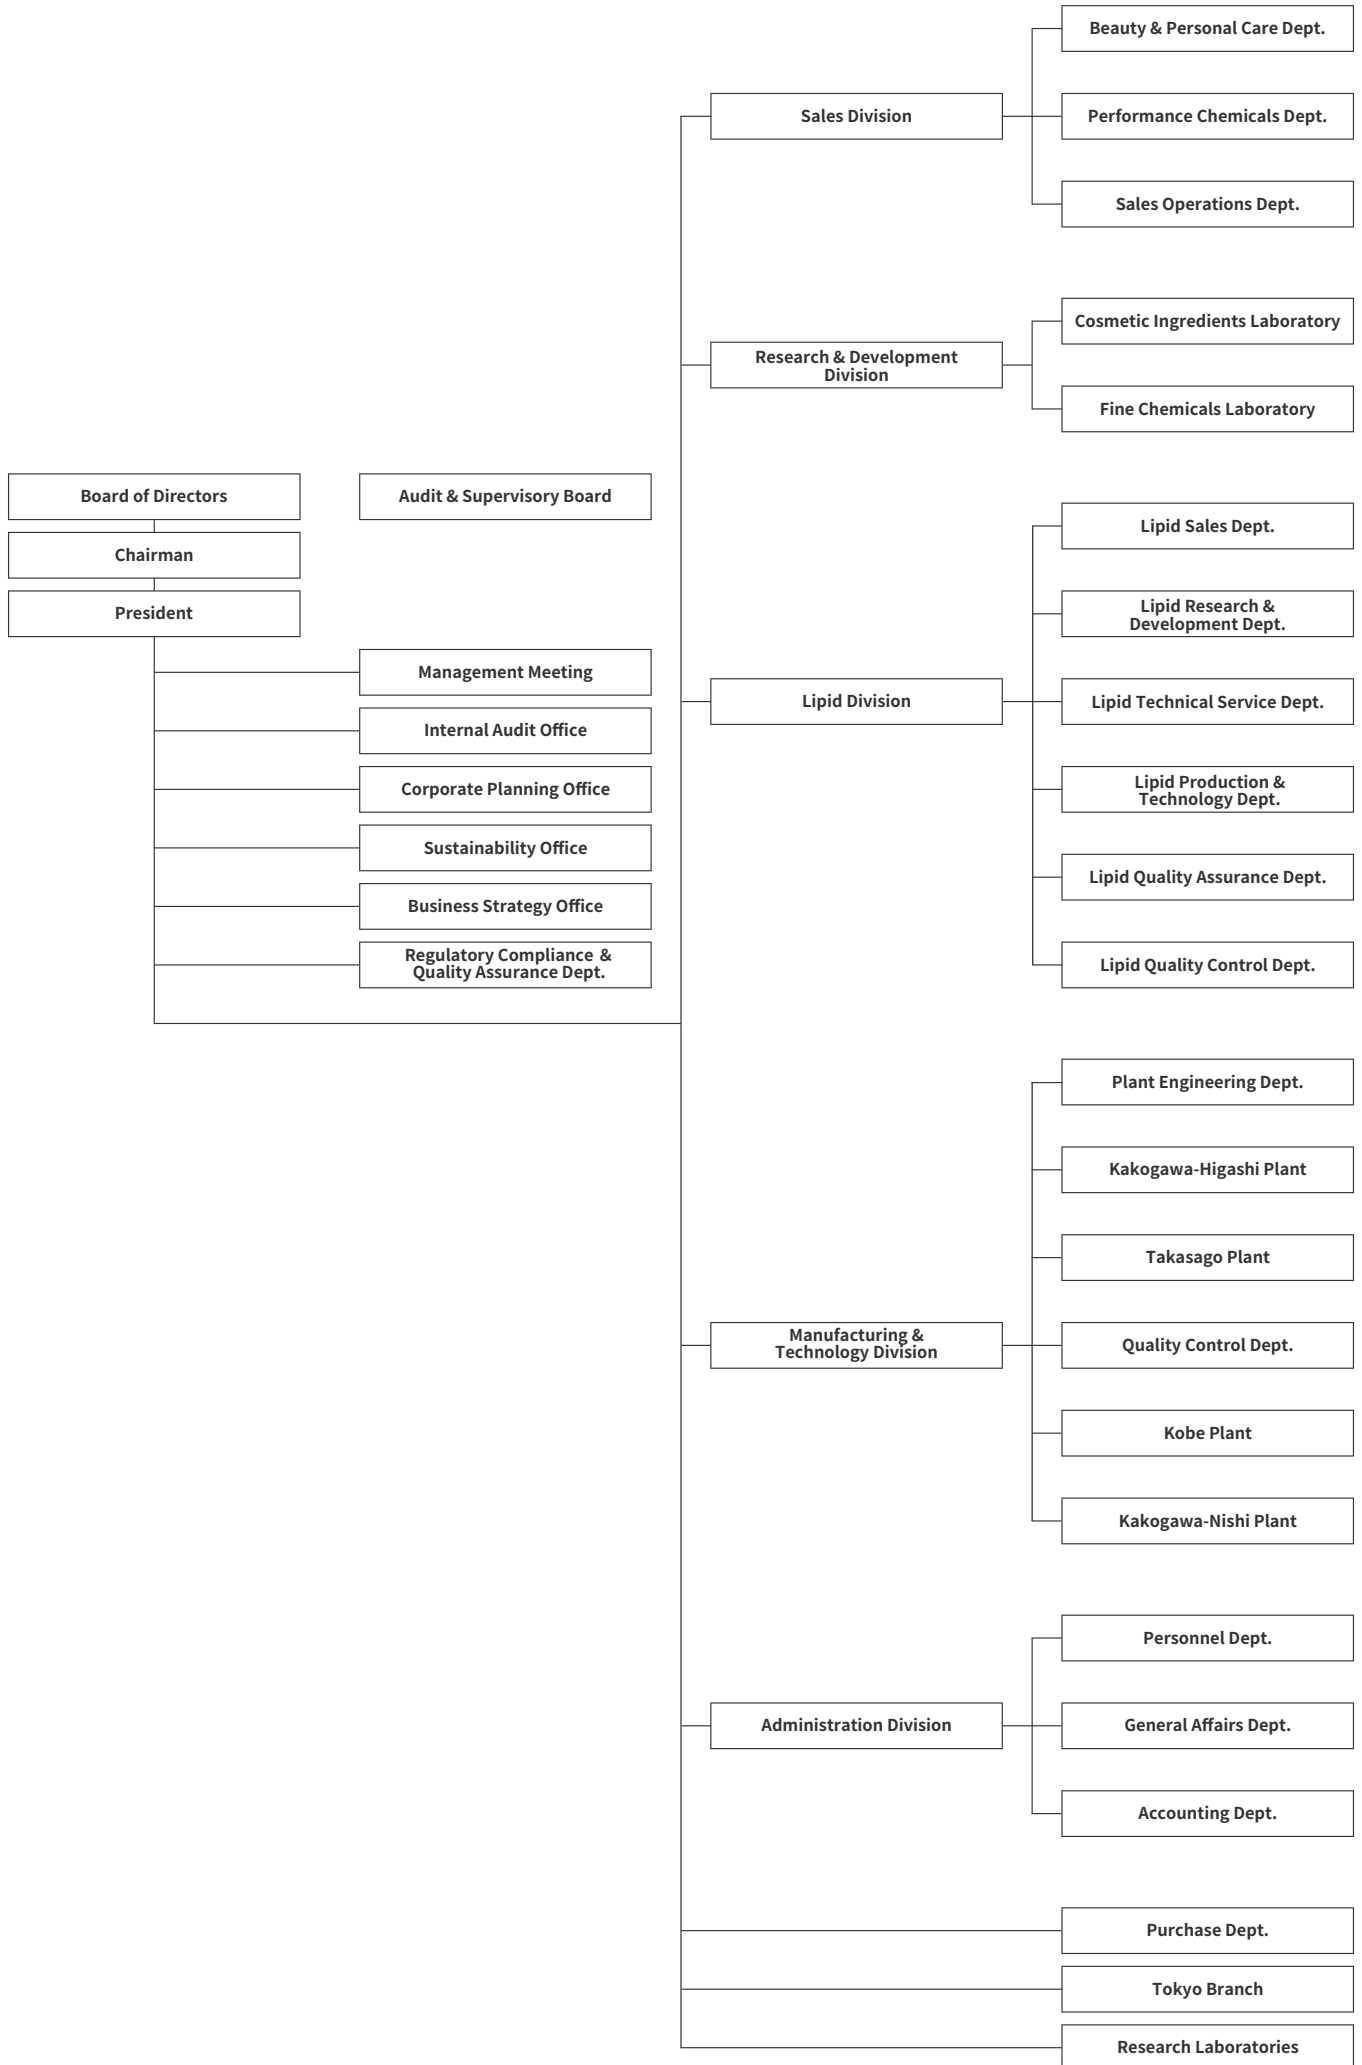 Board of Directors
Audit & Supervisory Board
Chairman
President
Management Meeting
Internal Audit Office
Corporate Planning Office
Sustainability Office
Business Strategy Office
Regulatory Compliance &
Quality Assurance Dept.
Sales Division
Beauty & Personal Care Dept.
Performance Chemicals Dept.
Sales Operations Dept.
Research & Development
Division
Cosmetic Ingredients Laboratory
Fine Chemicals Laboratory
Lipid Division
Lipid Sales Dept.
Lipid Research &
Development Dept.
Lipid Technical Service Dept.
Lipid Production &
Technology Dept.
Lipid Quality Assurance Dept.
Lipid Quality Control Dept.
Manufacturing &
Technology Division
Plant Engineering Dept.
Kakogawa-Higashi Plant
Takasago Plant
Quality Control Dept.
Kobe Plant
Kakogawa-Nishi Plant
Administration Division
Personnel Dept.
General Affairs Dept.
Accounting Dept.
Purchase Dept.
Tokyo Branch
Research Laboratories